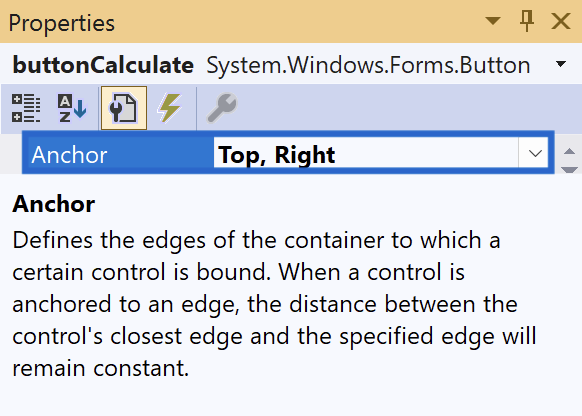 Properties
buttonCalculate System.Windows.Forms.Button
A
Z
Anchor Top, Right
Anchor
Defines the edges of the container to which a
certain control is bound. When a control is
anchored to an edge, the distance between the
control's closest edge and the specified edge will
remain constant.